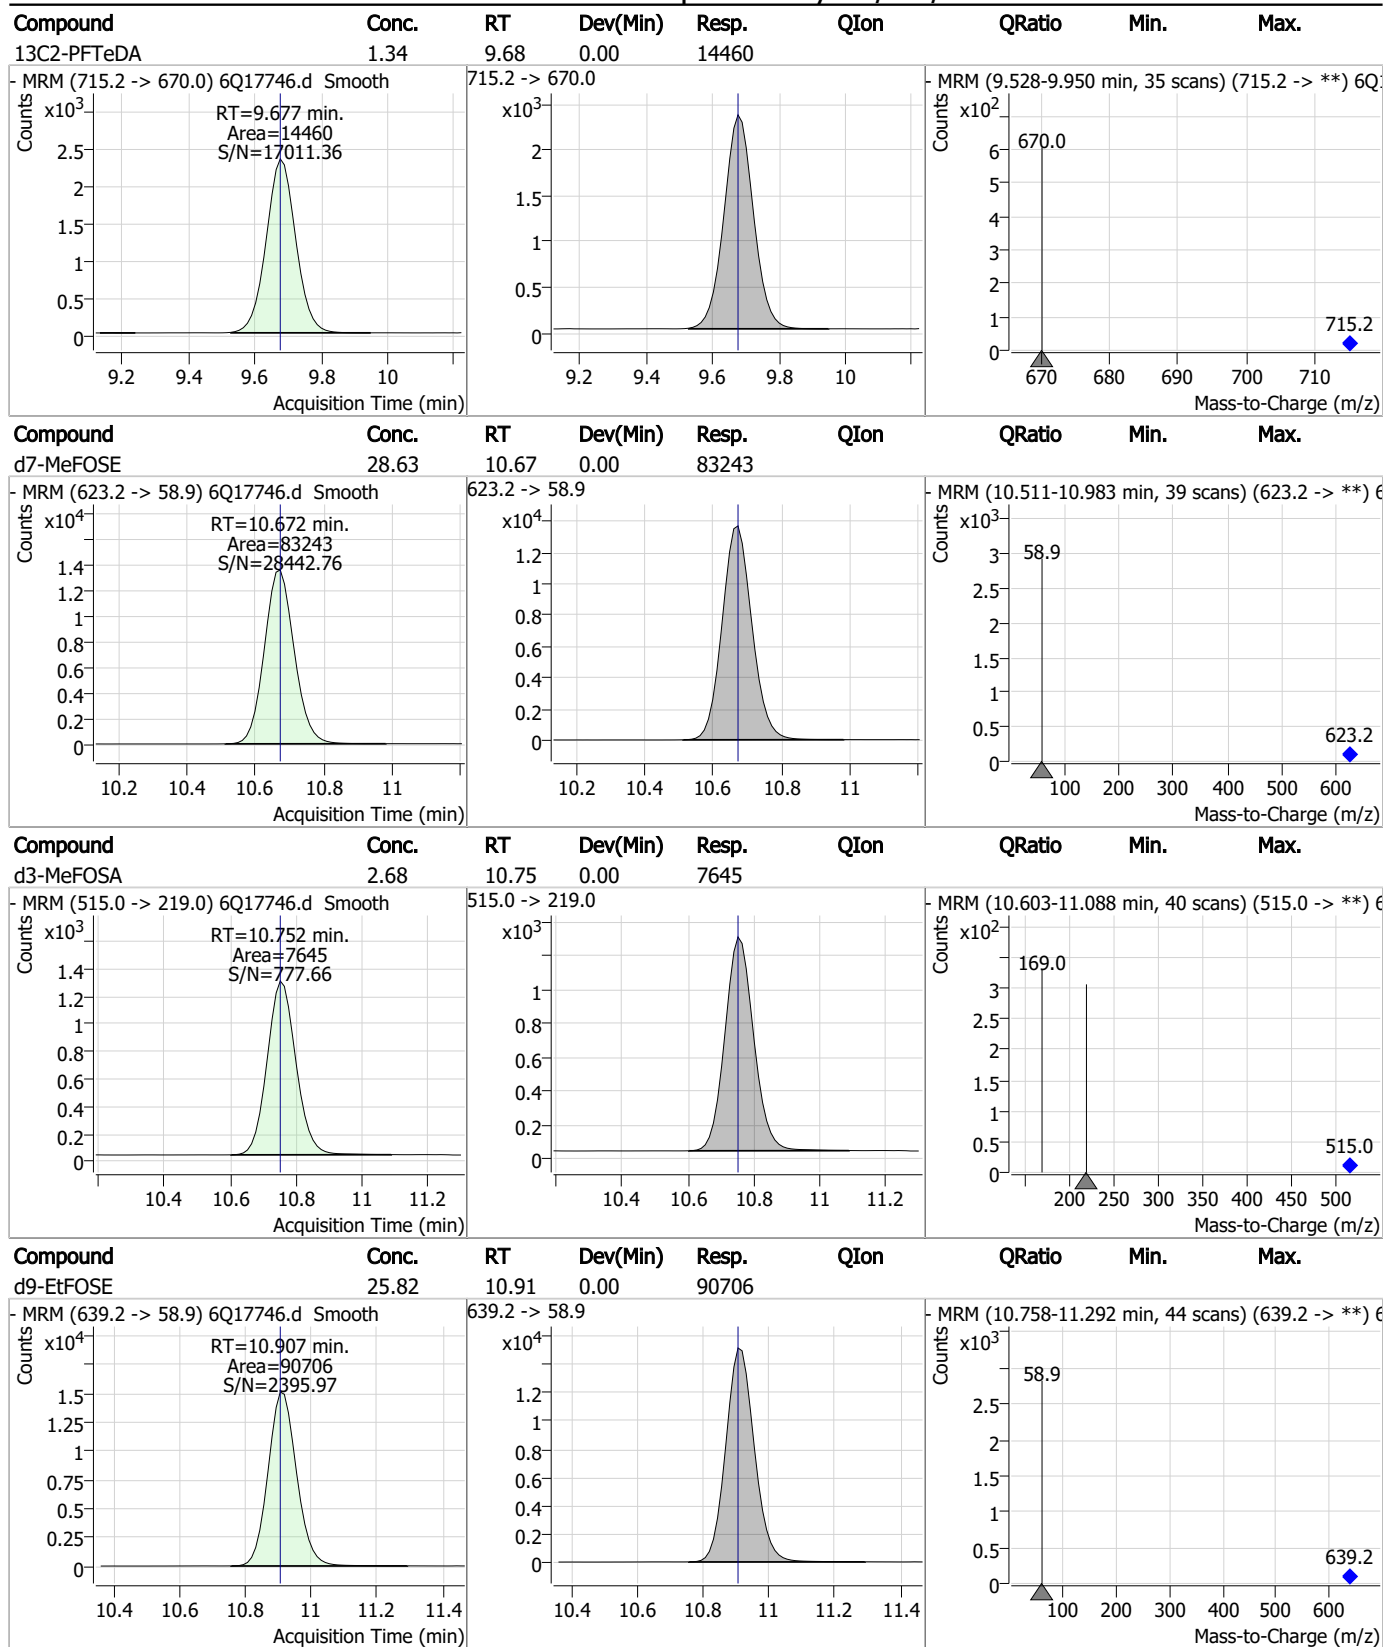 Compound Conc. RT Dev(Min) Resp. QIon QRatio Min. Max.
13C2-PFTeDA 1.34 9.68 0.00 14460
- MRM (715.2 -> 670.0) 6Q17746.d Smooth
Counts
x10³
RT=9.677 min.
Area=14460
S/N=17011.36
2.5
2
1.5
1
0.5
0
9.2 9.4 9.6 9.8 10
Acquisition Time (min)
715.2 -> 670.0
x10³
2
1.5
1
0.5
0
9.2 9.4 9.6 9.8 10
- MRM (9.528-9.950 min, 35 scans) (715.2 -> **)
Counts
x10²
670.0
6
5
4
3
2
1
0
715.2
670 680 690 700 710
Mass-to-Charge (m/z)
Compound Conc. RT Dev(Min) Resp. QIon QRatio Min. Max.
d7-MeFOSE 28.63 10.67 0.00 83243
- MRM (623.2 -> 58.9) 6Q17746.d Smooth
Counts
x10⁴
RT=10.672 min.
Area=83243
S/N=28442.76
1.4
1.2
1
0.8
0.6
0.4
0.2
0
10.2 10.4 10.6 10.8 11
Acquisition Time (min)
623.2 -> 58.9
x10⁴
1.2
1
0.8
0.6
0.4
0.2
0
10.2 10.4 10.6 10.8 11
- MRM (10.511-10.983 min, 39 scans) (623.2 -> **)
Counts
x10³
58.9
3
2.5
2
1.5
1
0.5
0
623.2
100 200 300 400 500 600
Mass-to-Charge (m/z)
Compound Conc. RT Dev(Min) Resp. QIon QRatio Min. Max.
d3-MeFOSA 2.68 10.75 0.00 7645
- MRM (515.0 -> 219.0) 6Q17746.d Smooth
Counts
x10³
RT=10.752 min.
Area=7645
S/N=777.66
1.4
1.2
1
0.8
0.6
0.4
0.2
0
10.4 10.6 10.8 11 11.2
Acquisition Time (min)
515.0 -> 219.0
x10³
1
0.8
0.6
0.4
0.2
0
10.4 10.6 10.8 11 11.2
- MRM (10.603-11.088 min, 40 scans) (515.0 -> **)
Counts
x10²
169.0
3
2.5
2
1.5
1
0.5
0
515.0
200 250 300 350 400 450 500
Mass-to-Charge (m/z)
Compound Conc. RT Dev(Min) Resp. QIon QRatio Min. Max.
d9-EtFOSE 25.82 10.91 0.00 90706
- MRM (639.2 -> 58.9) 6Q17746.d Smooth
Counts
x10⁴
RT=10.907 min.
Area=90706
S/N=2395.97
1.5
1.25
1
0.75
0.5
0.25
0
10.4 10.6 10.8 11 11.2 11.4
Acquisition Time (min)
639.2 -> 58.9
x10⁴
1.2
1
0.8
0.6
0.4
0.2
0
10.4 10.6 10.8 11 11.2 11.4
- MRM (10.758-11.292 min, 44 scans) (639.2 -> **)
Counts
x10³
58.9
2.5
2
1.5
1
0.5
0
639.2
100 200 300 400 500 600
Mass-to-Charge (m/z)